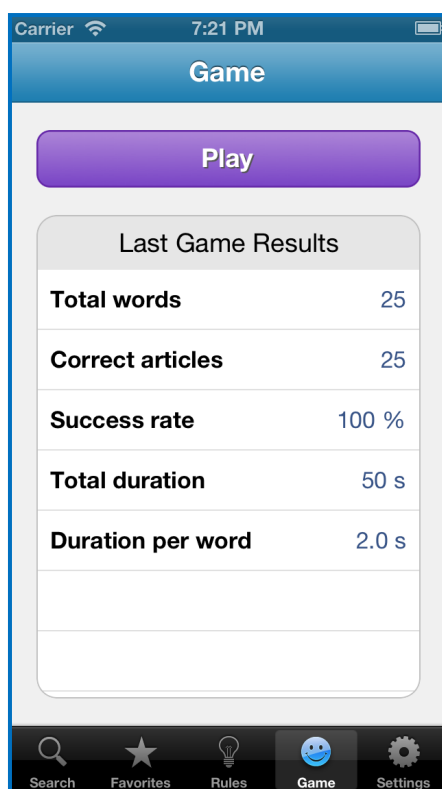 Carrier 7:21 PM
Game
Play
Last Game Results
Total words 25
Correct articles 25
Success rate 100 %
Total duration 50 s
Duration per word 2.0 s
Search Favorites Rules Game Settings